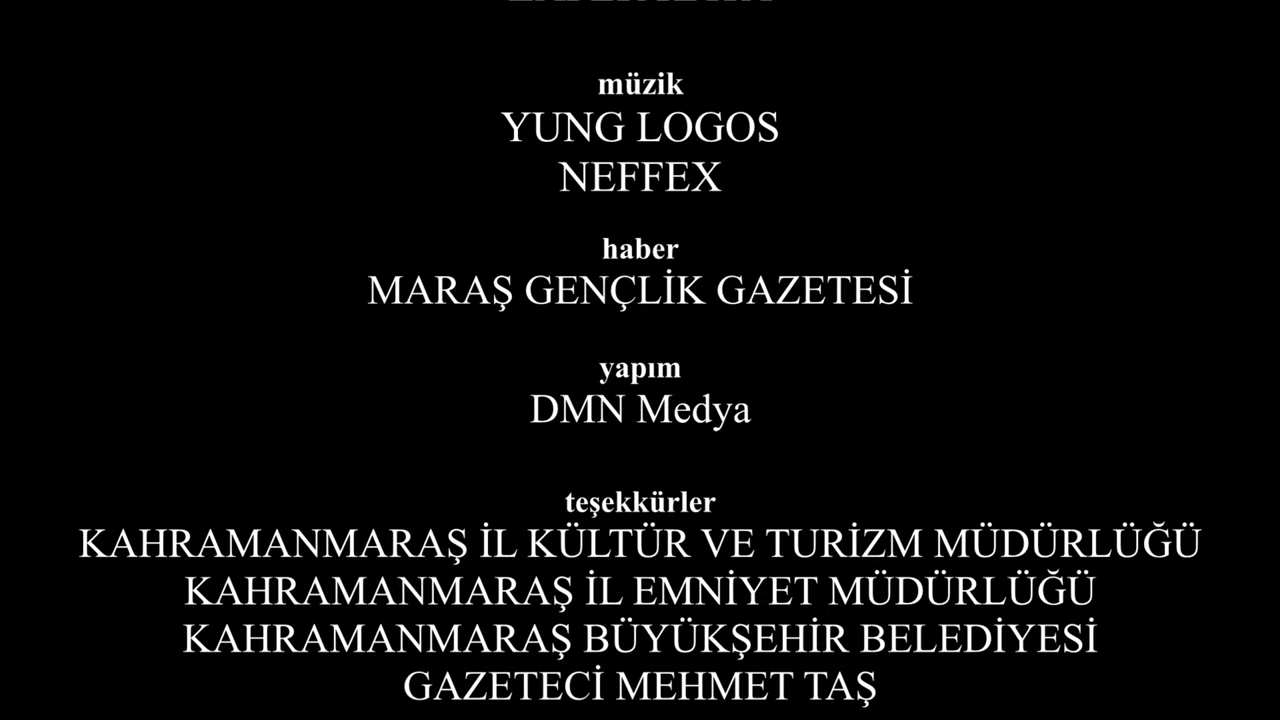 müzik
YUNG LOGOS
NEFFEX
haber
MARAŞ GENÇLİK GAZETESİ
yapım
DMN Medya
teşekkürler
KAHRAMANMARAŞ İL KÜLTÜR VE TURİZM MÜDÜRLÜĞÜ
KAHRAMANMARAŞ İL EMNİYET MÜDÜRLÜĞÜ
KAHRAMANMARAŞ BÜYÜKŞEHİR BELEDİYESİ
GAZETECİ MEHMET TAŞ